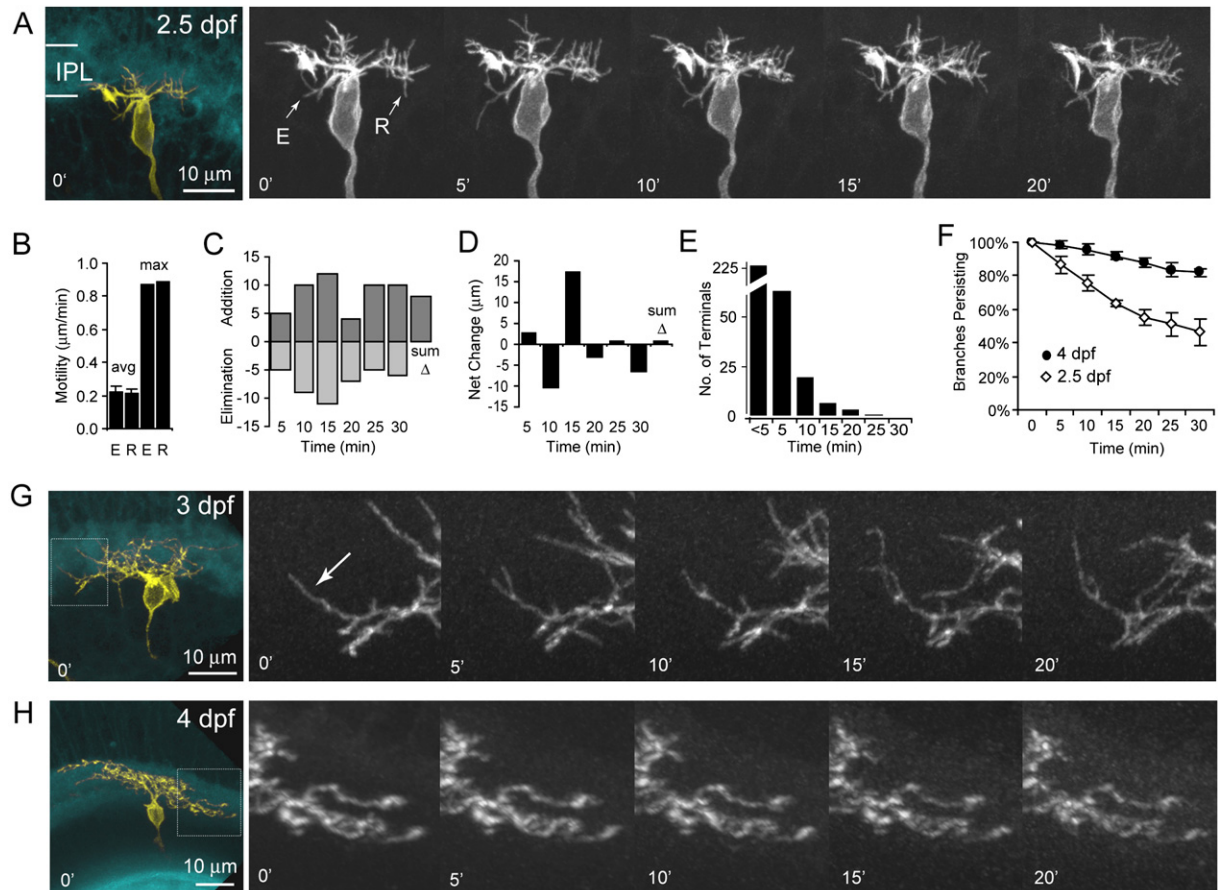 A
2.5 dpf
IPL
0'
10 μm
E
R
0'
5'
10'
15'
20'
B
Motility (μm/min)
1.0
0.8
0.6
0.4
0.2
0.0
avg
max
E R E R
C
Elimination Addition
15
10
5
0
-5
-10
-15
sum
Δ
5 10 15 20 25 30
Time (min)
D
Net Change (μm)
20
15
10
5
0
-5
-10
-15
sum
Δ
5 10 15 20 25 30
Time (min)
E
No. of Terminals
225
50
25
0
<5 5 10 15 20 25 30
Time (min)
F
Branches Persisting
100%
80%
60%
40%
20%
0%
4 dpf
2.5 dpf
0 5 10 15 20 25 30
Time (min)
G
3 dpf
0'
10 μm
0'
5'
10'
15'
20'
H
4 dpf
0'
10 μm
0'
5'
10'
15'
20'